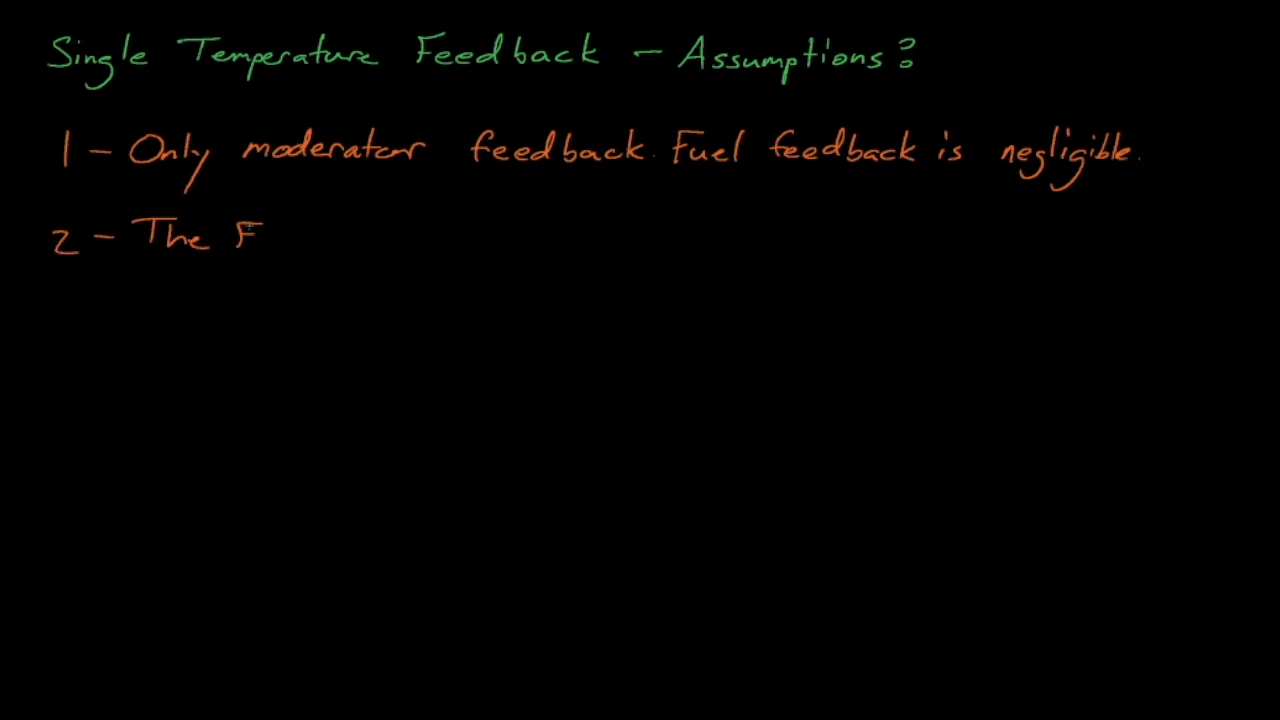 Single Temperature Feedback - Assumptions?
1 - Only moderator feedback. Fuel feedback is negligible.
2 - The F